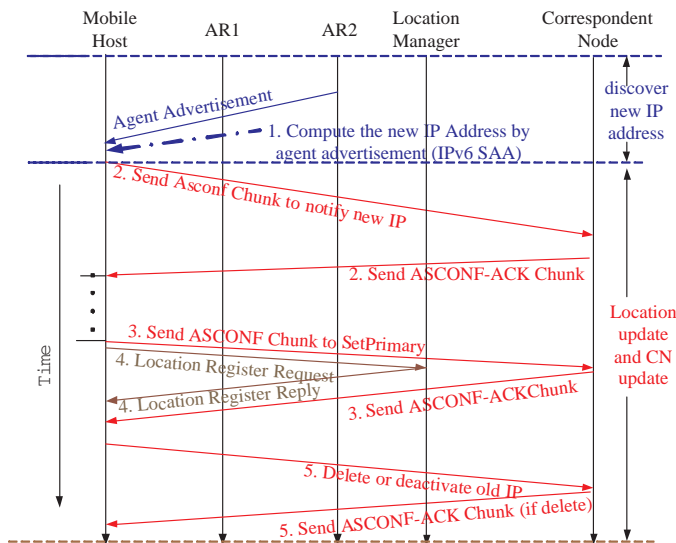 Mobile Host
AR1
AR2
Location Manager
Correspondent Node
Agent Advertisement
discover new IP address
1. Compute the new IP Address by
agent advertisement (IPv6 SAA)
2. Send Asconf Chunk to notify new IP
2. Send ASCONF-ACK Chunk
3. Send ASCONF Chunk to SetPrimary
4. Location Register Request
4. Location Register Reply
3. Send ASCONF-ACKChunk
Location
update
and CN
update
Time
5. Delete or deactivate old IP
5. Send ASCONF-ACK Chunk (if delete)